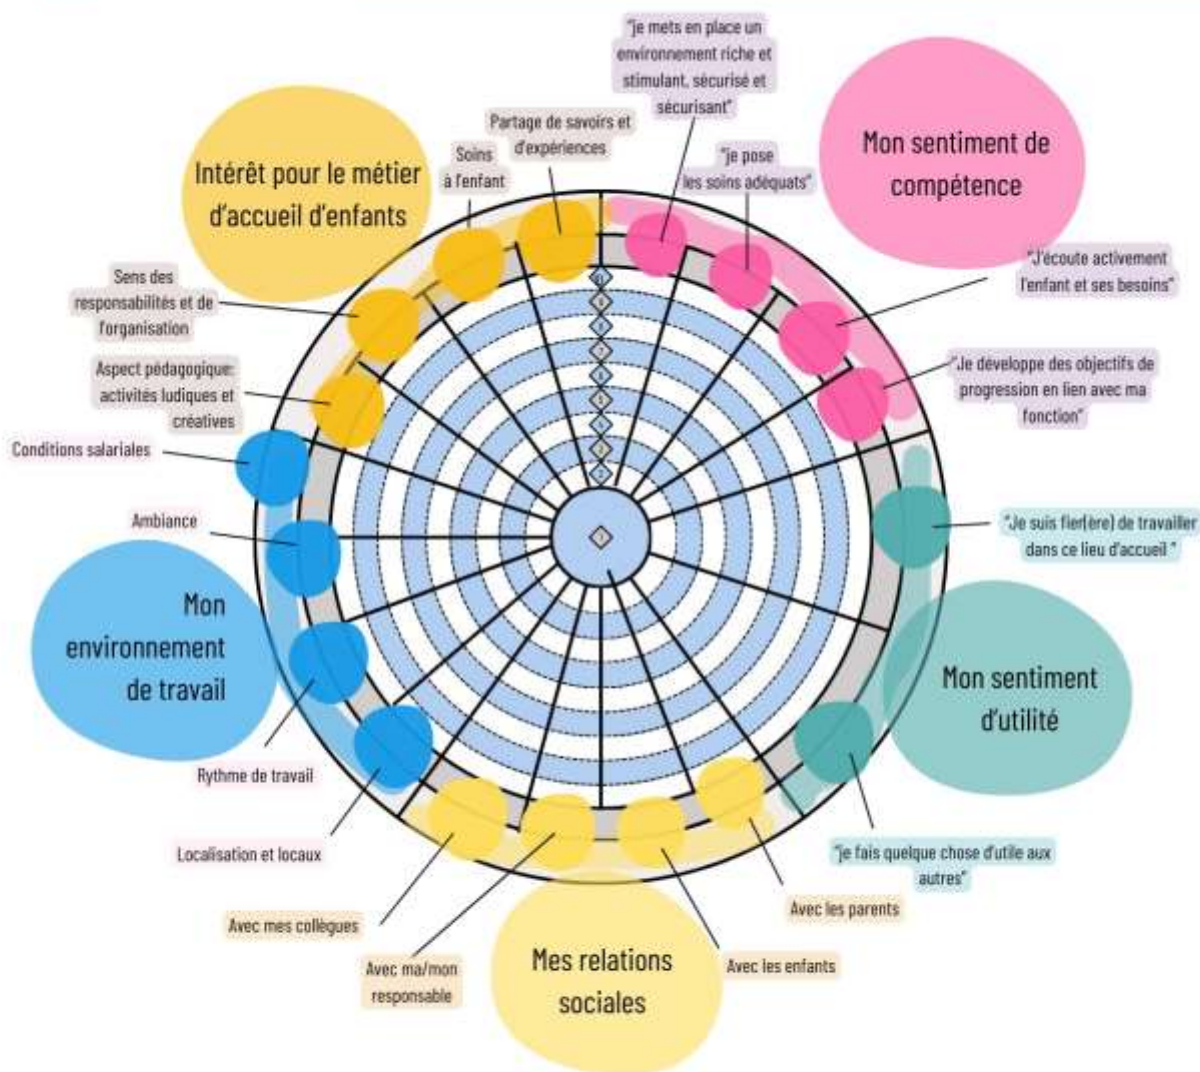 "je mets en place un
environnement riche et
stimulant, sécurisé et
sécurisant"
Partage de savoirs et
d'expériences
Soins
à l'enfant
"je pose
les soins adéquats"
Mon sentiment de
compétence
Intérêt pour le métier
d'accueil d'enfants
"J'écoute activement
l'enfant et ses besoins"
Sens des
responsabilités et de
l'organisation
"Je développe des objectifs de
progression en lien avec ma
fonction"
Aspect pédagogique:
activités ludiques et
créatives
Conditions salariales
Ambiance
"Je suis fier(ère) de travailler
dans ce lieu d'accueil "
Mon
environnement
de travail
Mon sentiment
d'utilité
Rythme de travail
Localisation et locaux
"je fais quelque chose d'utile aux
autres"
Avec mes collègues
Avec ma/mon
responsable
Mes relations
sociales
Avec les enfants
Avec les parents